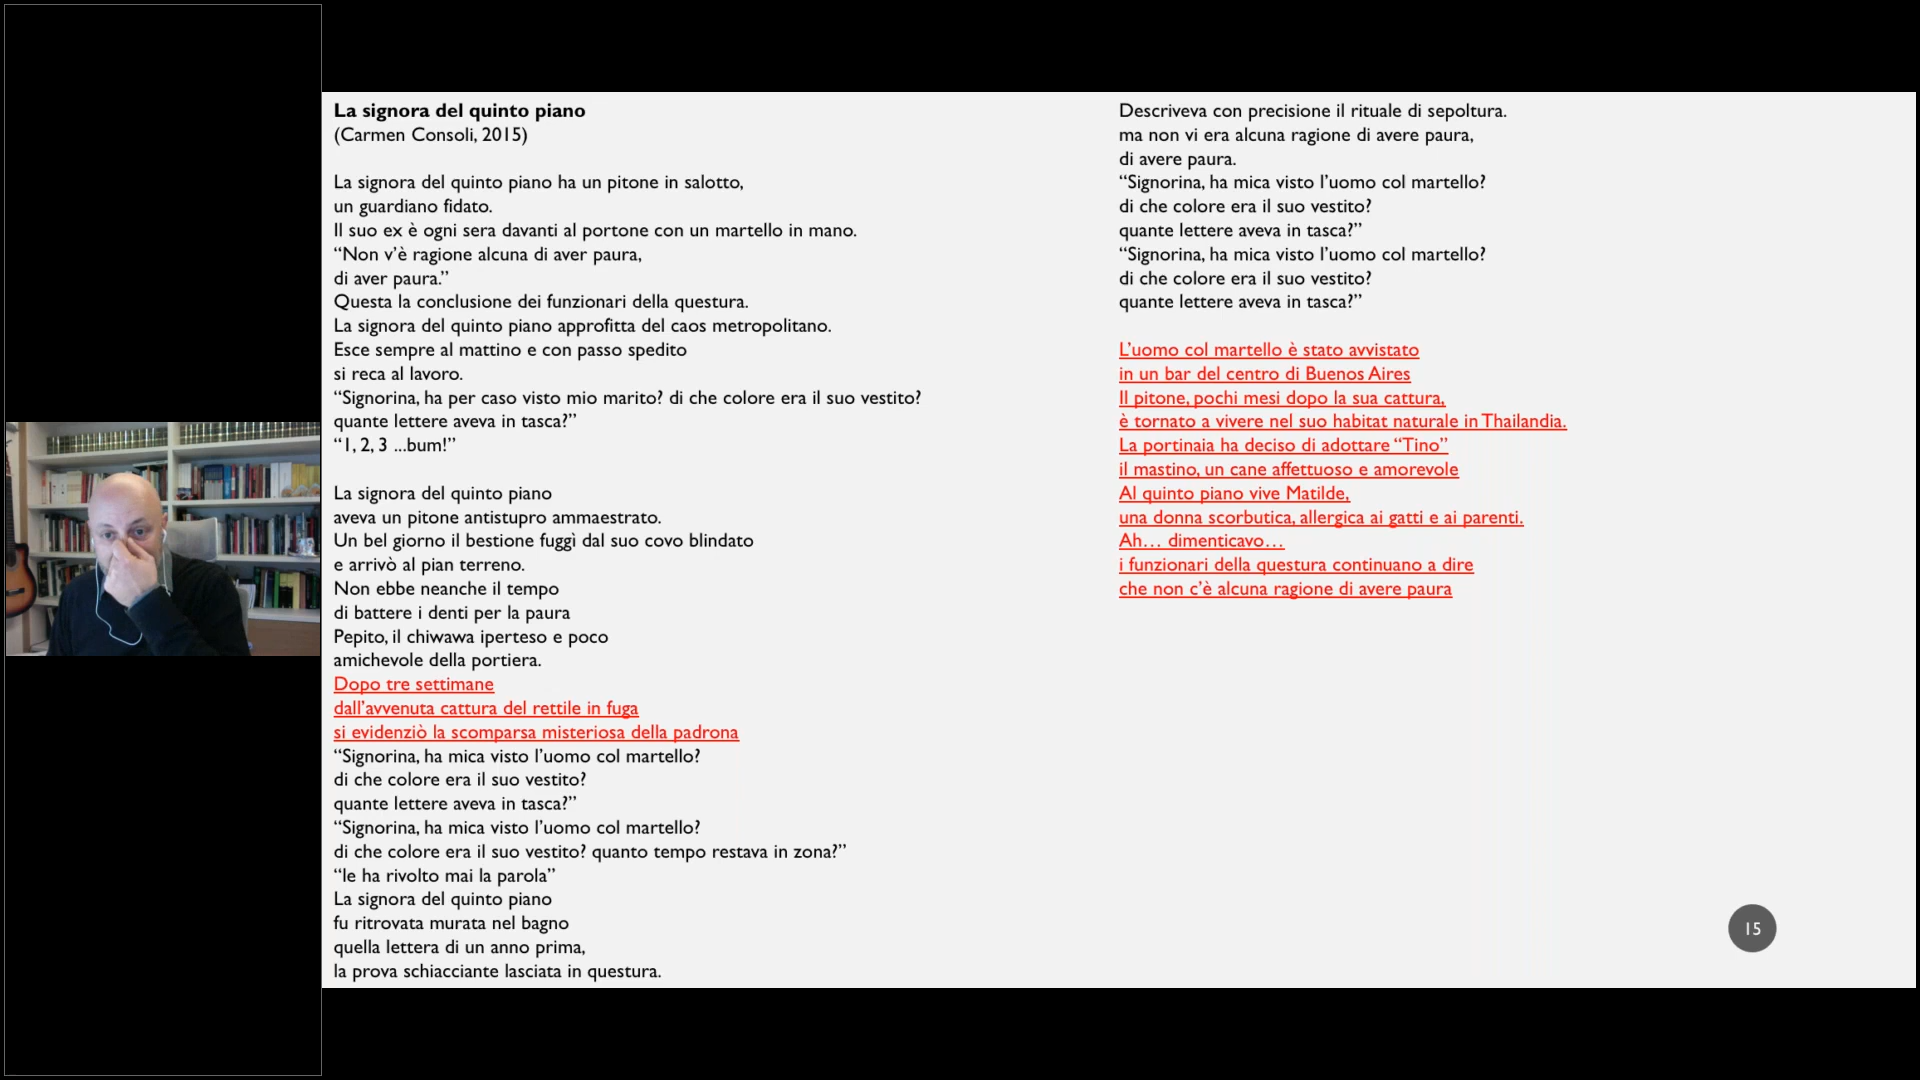 La signora del quinto piano
(Carmen Consoli, 2015)
La signora del quinto piano ha un pitone in salotto,
un guardiano fidato.
Il suo ex è ogni sera davanti al portone con un martello in mano.
“Non v’è ragione alcuna di aver paura,
di aver paura.”
Questa la conclusione dei funzionari della questura.
La signora del quinto piano approfitta del caos metropolitano.
Esce sempre al mattino e con passo spedito
si reca al lavoro.
“Signorina, ha per caso visto mio marito? di che colore era il suo vestito?
quante lettere aveva in tasca?”
“1, 2, 3 ...bum!”
La signora del quinto piano
aveva un pitone antistupro ammaestrato.
Un bel giorno il bestione fuggì dal suo covo blindato
e arrivò al pian terreno.
Non ebbe neanche il tempo
di battere i denti per la paura
Pepito, il chiwawa iperteso e poco
amichevole della portiera.
Dopo tre settimane
dall’avvenuta cattura del rettile in fuga
si evidenziò la scomparsa misteriosa della padrona
“Signorina, ha mica visto l’uomo col martello?
di che colore era il suo vestito?
quante lettere aveva in tasca?”
“Signorina, ha mica visto l’uomo col martello?
di che colore era il suo vestito? quanto tempo restava in zona?”
“le ha rivolto mai la parola”
La signora del quinto piano
fu ritrovata murata nel bagno
quella lettera di un anno prima,
la prova schiacciante lasciata in questura.
Descriveva con precisione il rituale di sepoltura.
ma non vi era alcuna ragione di avere paura,
di avere paura.
“Signorina, ha mica visto l’uomo col martello?
di che colore era il suo vestito?
quante lettere aveva in tasca?”
“Signorina, ha mica visto l’uomo col martello?
di che colore era il suo vestito?
quante lettere aveva in tasca?”
L’uomo col martello è stato avvistato
in un bar del centro di Buenos Aires
Il pitone, pochi mesi dopo la sua cattura,
è tornato a vivere nel suo habitat naturale in Thailandia.
La portinaia ha deciso di adottare “Tino”
il mastino, un cane affettuoso e amorevole
Al quinto piano vive Matilde,
una donna scorbutica, allergica ai gatti e ai parenti.
Ah… dimenticavo…
i funzionari della questura continuano a dire
che non c’è alcuna ragione di avere paura
15